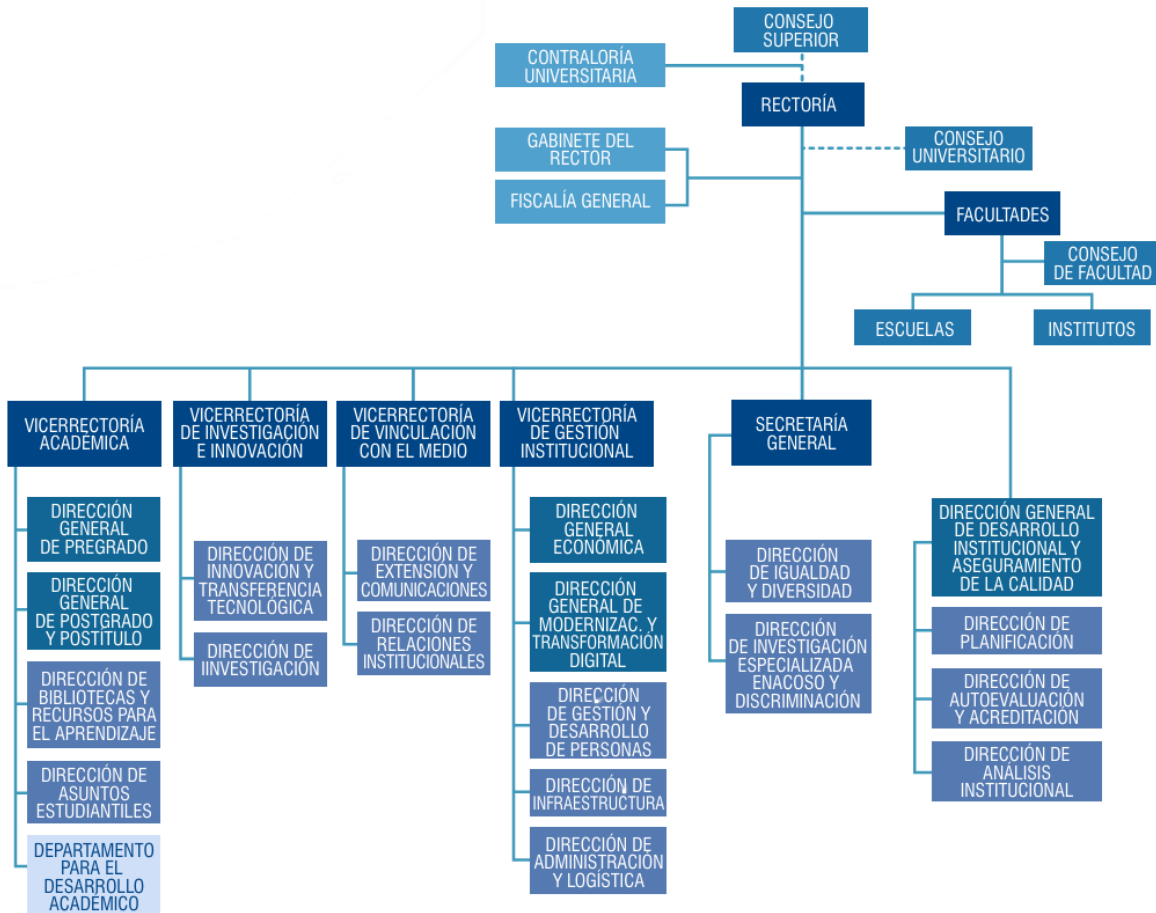 CONSEJO
SUPERIOR
CONTRALORÍA
UNIVERSITARIA
RECTORÍA
GABINETE DEL
RECTOR
CONSEJO
UNIVERSITARIO
FISCALÍA GENERAL
FACULTADES
CONSEJO
DE FACULTAD
ESCUELAS
INSTITUTOS
VICERRECTORÍA
ACADÉMICA
DIRECCIÓN
GENERAL
DE PREGRADO
DIRECCIÓN
GENERAL
DE POSTGRADO
Y POSTÍTULO
DIRECCIÓN DE
BIBLIOTECAS Y
RECURSOS PARA
EL APRENDIZAJE
DIRECCIÓN DE
ASUNTOS
ESTUDIANTILES
DEPARTAMENTO
PARA EL
DESARROLLO
ACADÉMICO
VICERRECTORÍA
DE INVESTIGACIÓN
E INNOVACIÓN
DIRECCIÓN DE
INNOVACIÓN Y
TRANSFERENCIA
TECNOLÓGICA
DIRECCIÓN DE
IINVESTIGACIÓN
VICERRECTORÍA
DE VINCULACIÓN
CON EL MEDIO
DIRECCIÓN DE
EXTENSIÓN Y
COMUNICACIONES
DIRECCIÓN DE
RELACIONES
INSTITUCIONALES
VICERRECTORÍA
DE GESTIÓN
INSTITUCIONAL
DIRECCIÓN
GENERAL
ECONÓMICA
DIRECCIÓN
GENERAL DE
MODERNIZAC. Y
TRANSFORMACIÓN
DIGITAL
DIRECCIÓN
DE GESTIÓN Y
DESARROLLO
DE PERSONAS
DIRECCIÓN DE
INFRAESTRUCTURA
DIRECCIÓN DE
ADMINISTRACIÓN
Y LOGÍSTICA
SECRETARÍA
GENERAL
DIRECCIÓN
DE IGUALDAD
Y DIVERSIDAD
DIRECCIÓN
DE INVESTIGACIÓN
ESPECIALIZADA
ENACOSO Y
DISCRIMINACIÓN
DIRECCIÓN GENERAL
DE DESARROLLO
INSTITUCIONAL Y
ASEGURAMIENTO
DE LA CALIDAD
DIRECCIÓN DE
PLANIFICACIÓN
DIRECCIÓN DE
AUTOEVALUACIÓN
Y ACREDITACIÓN
DIRECCIÓN DE
ANÁLISIS
INSTITUCIONAL